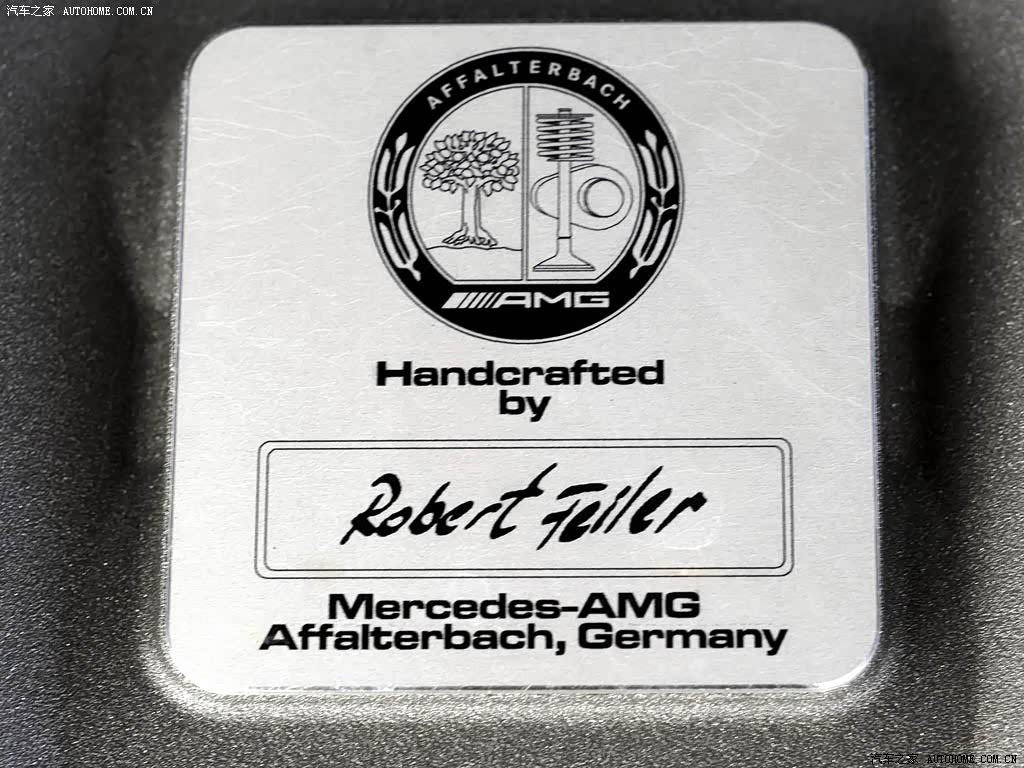 汽车之家 AUTOHOME.COM.CN
AFFALTERBACH
AMG
Handcrafted
by
Robert Feiler
Mercedes-AMG
Affalterbach, Germany
汽车之家 AUTOHOME.COM.CN